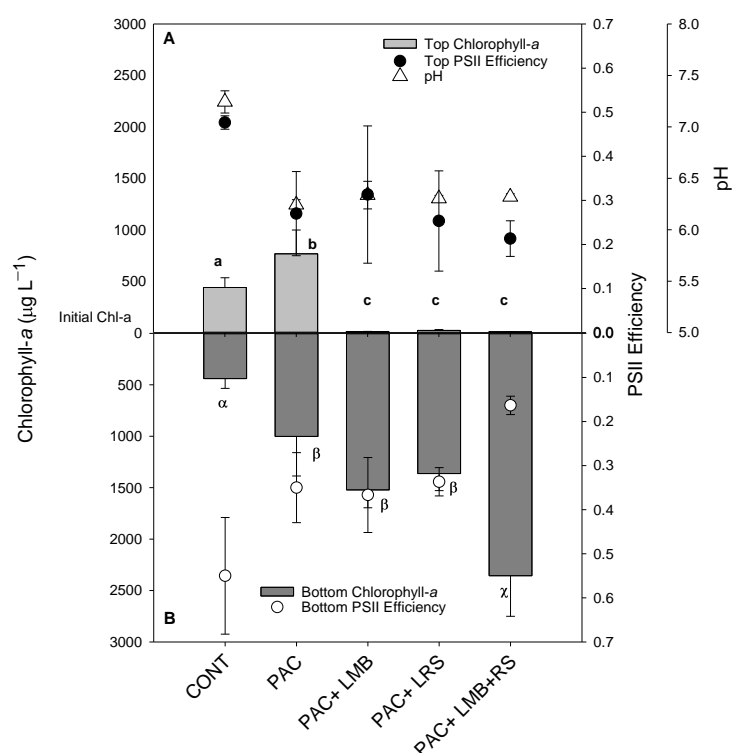 A
Top Chlorophyll-a
Top PSII Efficiency
pH
3000
2500
2000
1500
1000
500
0
500
1000
1500
2000
2500
3000
Chlorophyll-a (μg L⁻¹)
Initial Chl-a
0.7
0.6
0.5
0.4
0.3
0.2
0.1
0.0
0.0
0.1
0.2
0.3
0.4
0.5
0.6
0.7
PSII Efficiency
8.0
7.5
7.0
6.5
6.0
5.5
5.0
pH
a
b
c
c
c
α
β
β
β
χ
Bottom Chlorophyll-a
Bottom PSII Efficiency
B
CONT
PAC
PAC+ LMB
PAC+ LRS
PAC+ LMB+RS